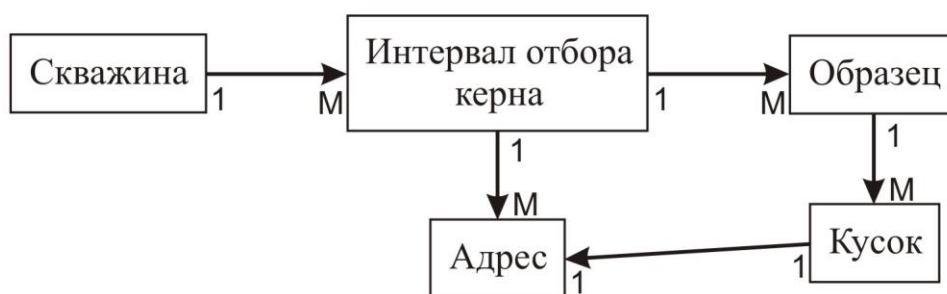 Скважина
1
М
Интервал отбора
керна
1
М
Образец
1
М
1
М
Адрес
1
1
Кусок